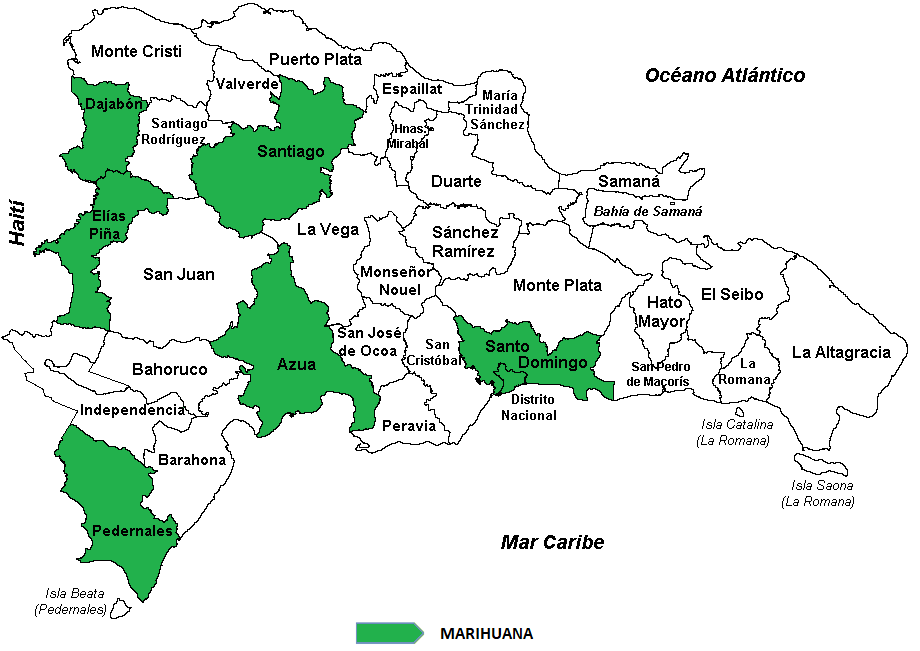 Monte Cristi
Puerto Plata
Océano Atlántico
Dajabón
Valverde
Espaillat
María
Trinidad
Sánchez
Santiago
Rodríguez
Santiago
Hnas.
Mirabal
Duarte
Samaná
Bahía de Samaná
Haití
Elías
Piña
La Vega
Sánchez
Ramírez
San Juan
Monseñor
Nouel
Monte Plata
Hato
Mayor
El Seibo
San José
de Ocoa
San
Cristóbal
Santo
Domingo
La Altagracia
Azua
Bahoruco
San Pedro
de Macorís
La
Romana
Independencia
Distrito
Nacional
Peravia
Isla Catalina
(La Romana)
Barahona
Isla Saona
(La Romana)
Pedernales
Mar Caribe
Isla Beata
(Pedernales)
MARIHUANA